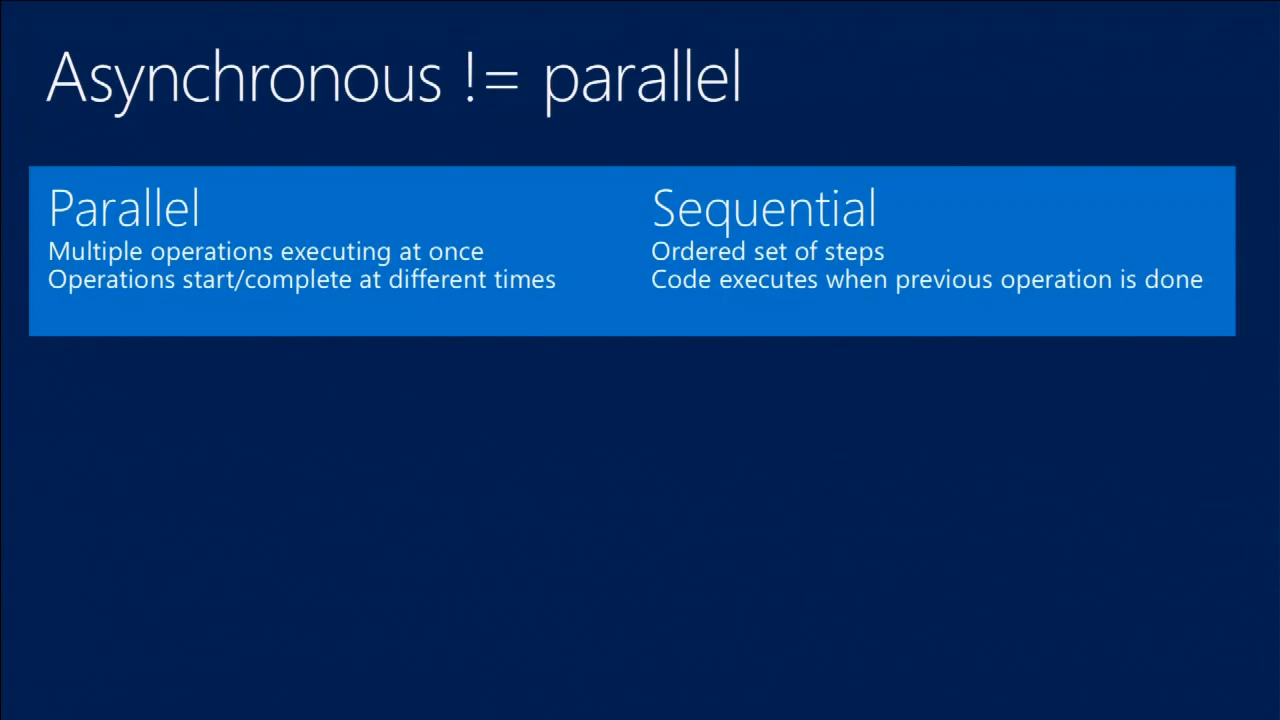 Asynchronous != parallel
Parallel
Multiple operations executing at once
Operations start/complete at different times
Sequential
Ordered set of steps
Code executes when previous operation is done